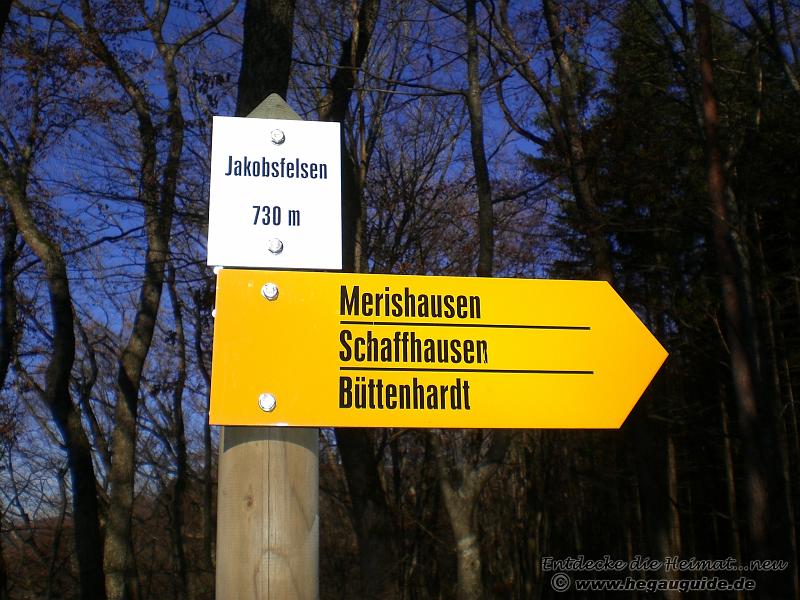 Jakobsfelsen
730 m
Merishausen
Schaffhausen
Büttenhardt
Entdecke die Heimat...neu
© www.hegauguide.de